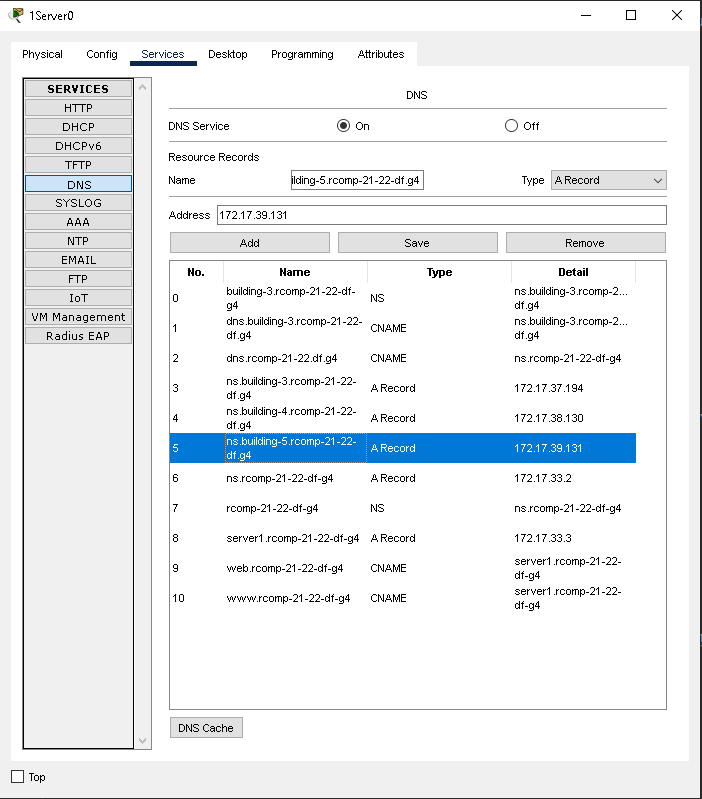 1Server0
Physical Config Services Desktop Programming Attributes
SERVICES
HTTP
DHCP
DHCPv6
TFTP
DNS
SYSLOG
AAA
NTP
EMAIL
FTP
IoT
VM Management
Radius EAP
DNS
DNS Service On Off
Resource Records
Name ilding-5.rcomp-21-22-df.g4 Type A Record
Address 172.17.39.131
Add Save Remove
No. Name Type Detail
0 building-3.rcomp-21-22-df-
g4 NS ns.building-3.rcomp-2...
df.g4
1 dns.building-3.rcomp-21-22-
df.g4 CNAME ns.building-3.rcomp-2...
df.g4
2 dns.rcomp-21-22.df.g4 CNAME ns.rcomp-21-22-df-g4
3 ns.building-3.rcomp-21-22-
df.g4 A Record 172.17.37.194
4 ns.building-4.rcomp-21-22-
df.g4 A Record 172.17.38.130
5 ns.building-5.rcomp-21-22-
df.g4 A Record 172.17.39.131
6 ns.rcomp-21-22-df-g4 A Record 172.17.33.2
7 rcomp-21-22-df-g4 NS ns.rcomp-21-22-df-g4
8 server1.rcomp-21-22-df-g4 A Record 172.17.33.3
9 web.rcomp-21-22-df-g4 CNAME server1.rcomp-21-22-
df-g4
10 www.rcomp-21-22-df-g4 CNAME server1.rcomp-21-22-
df-g4
DNS Cache
Top